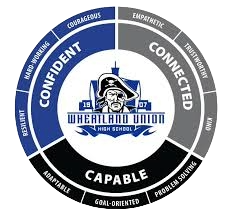 COURAGEOUS
HARD-WORKING
RESILIENT
CONFIDENT
EMPATHETIC
TRUSTWORTHY
KIND
CONNECTED
19 07
WHEATLAND UNION
HIGH SCHOOL
CAPABLE
ADAPTABLE
GOAL-ORIENTED
PROBLEM SOLVING